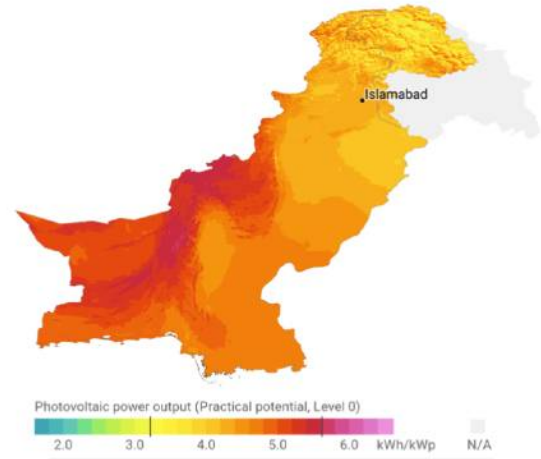 Islamabad
Photovoltaic power output (Practical potential, Level 0)
2.0 3.0 4.0 5.0 6.0 kWh/kWp N/A